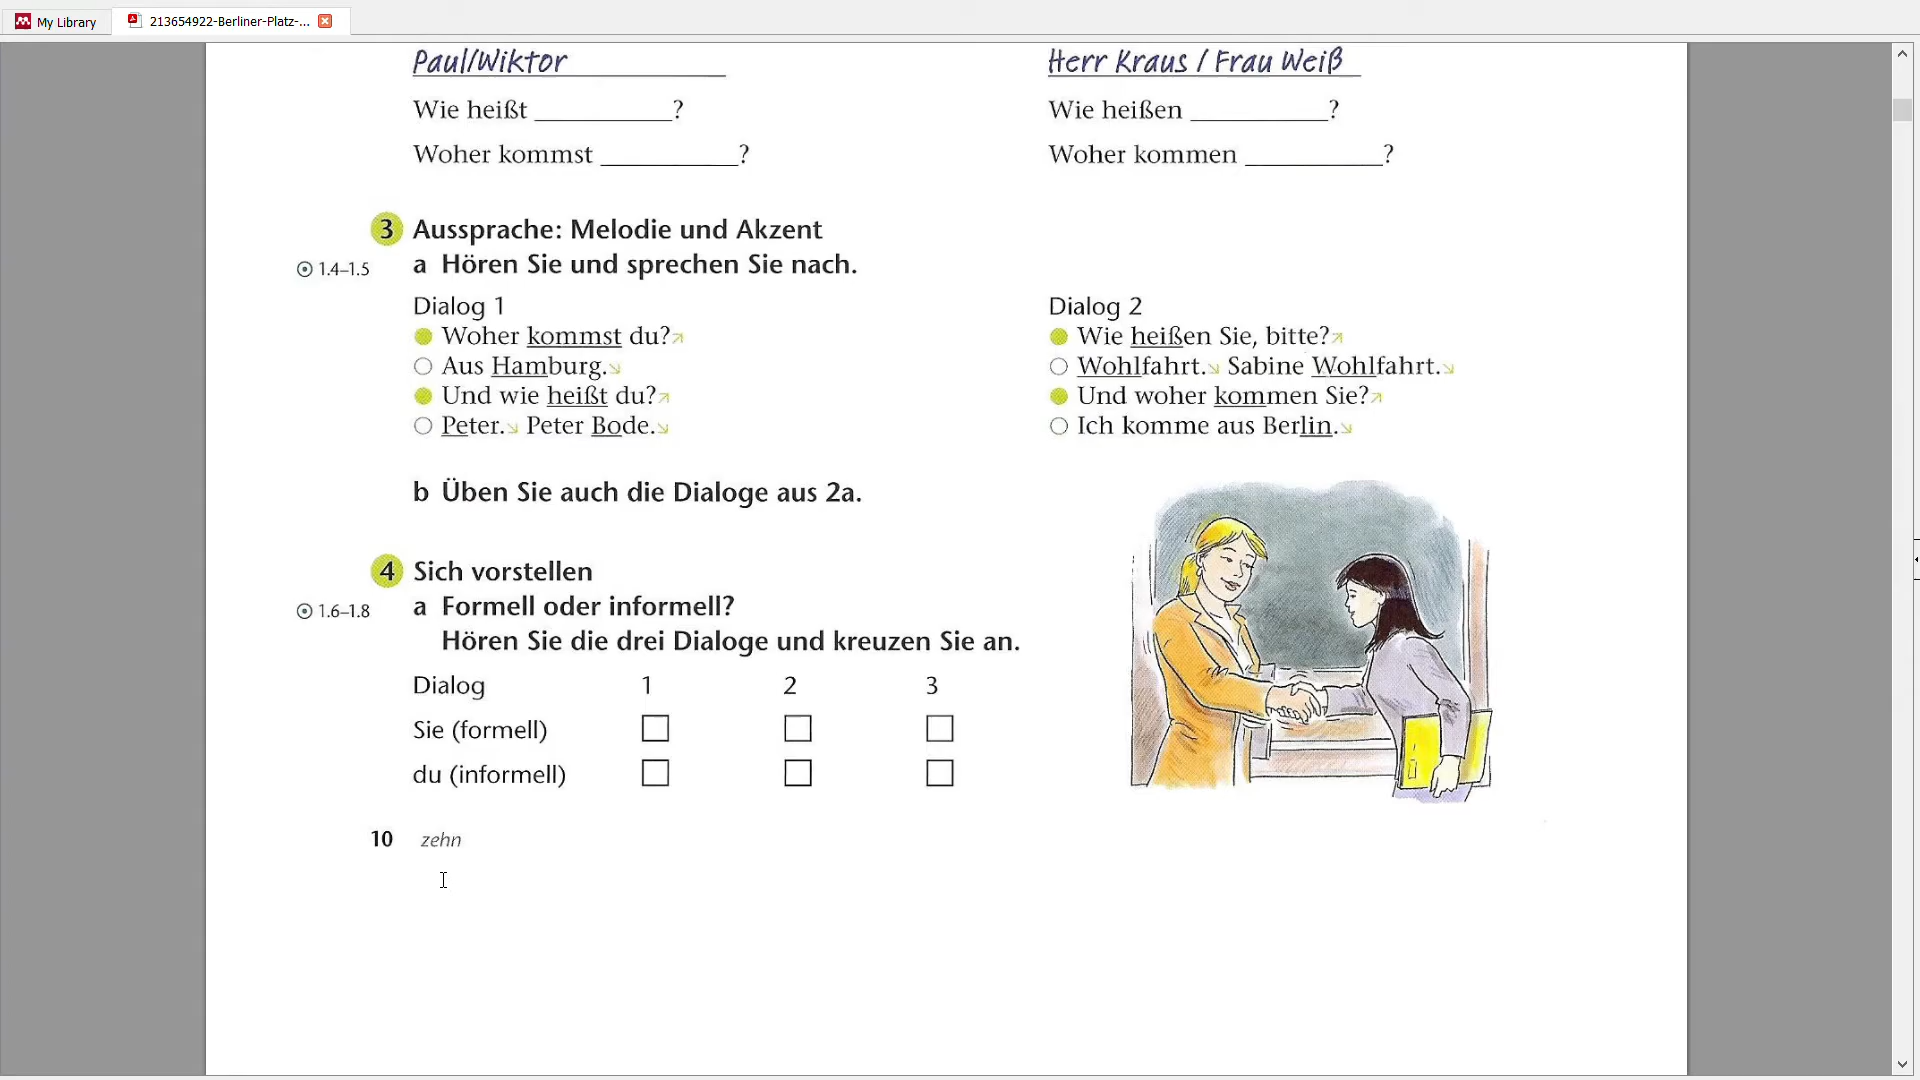 My Library
213654922-Berliner-Platz-...
Paul/Wiktor
Wie heißt __________?
Woher kommst __________?
Herr Kraus / Frau Weiß
Wie heißen __________?
Woher kommen __________?
3 Aussprache: Melodie und Akzent
1.4–1.5 a Hören Sie und sprechen Sie nach.
Dialog 1
Woher kommst du?↗
Aus Hamburg.↘
Und wie heißt du?↗
Peter.↘ Peter Bode.↘
Dialog 2
Wie heißen Sie, bitte?↗
Wohlfahrt.↘ Sabine Wohlfahrt.↘
Und woher kommen Sie?↗
Ich komme aus Berlin.↘
b Üben Sie auch die Dialoge aus 2a.
4 Sich vorstellen
1.6–1.8 a Formell oder informell?
Hören Sie die drei Dialoge und kreuzen Sie an.
Dialog 1 2 3
Sie (formell) ☐ ☐ ☐
du (informell) ☐ ☐ ☐
10 zehn